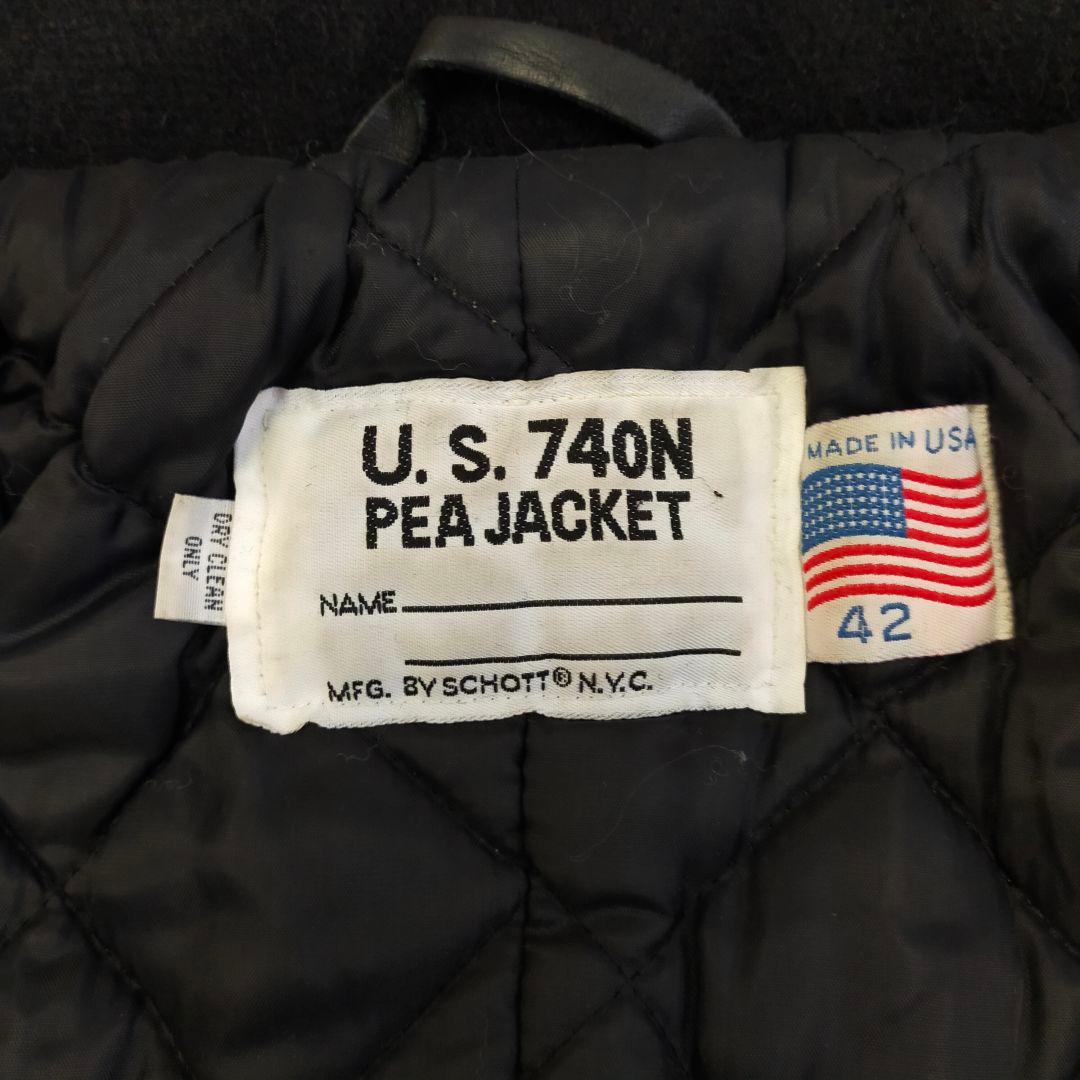 U. S. 740N
PEA JACKET
NAME
MFG. BY SCHOTT® N.Y.C.
MADE IN USA
42
DRY CLEAN
ONLY